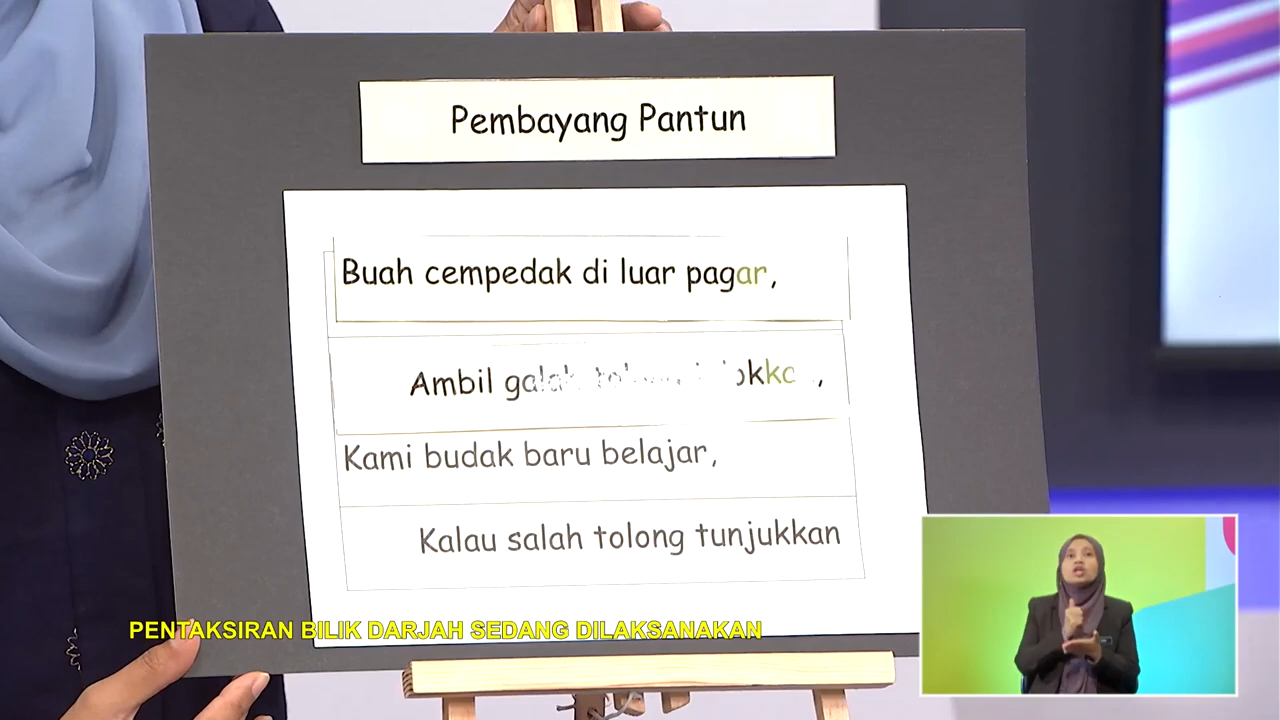 Pembayang Pantun
Buah cempedak di luar pagar,
Ambil
Kami budak baru belajar,
Kalau salah tolong tunjukkan
PENTAKSIRAN BILIK DARJAH SEDANG DILAKSANAKAN